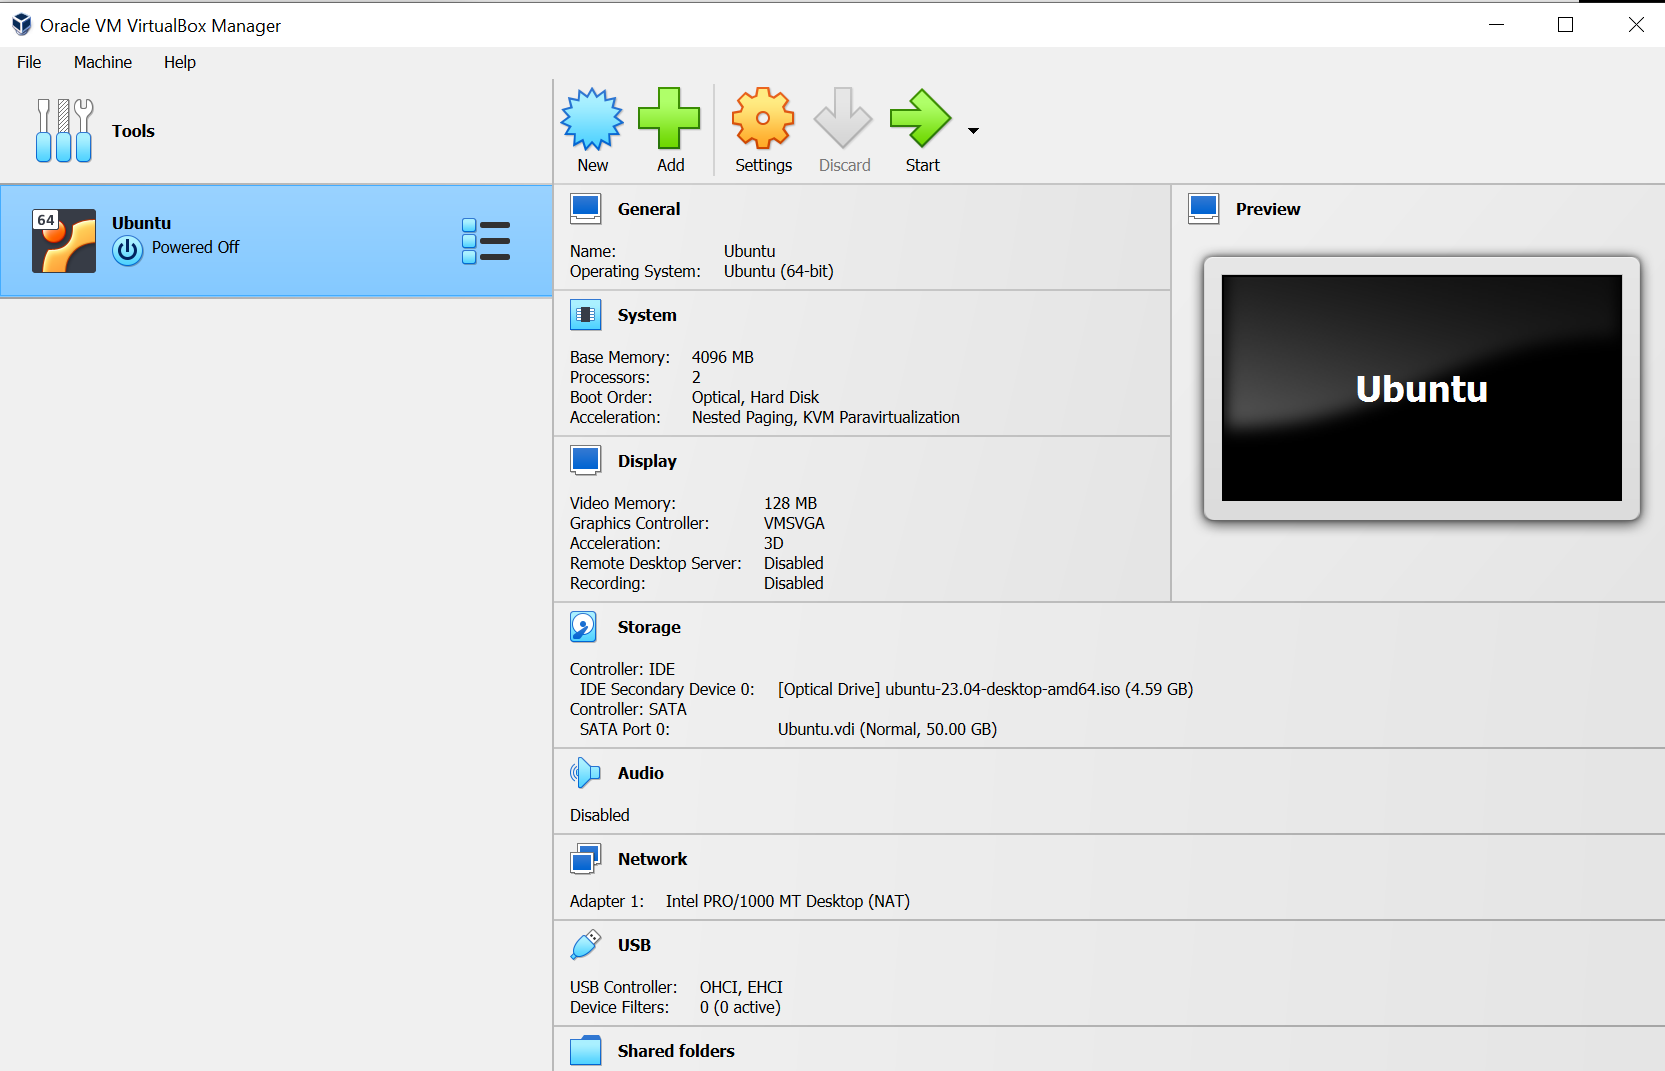 Oracle VM VirtualBox Manager
File Machine Help
Tools
New Add Settings Discard Start
64
Ubuntu
Powered Off
General
Name: Ubuntu
Operating System: Ubuntu (64-bit)
Preview
Ubuntu
System
Base Memory: 4096 MB
Processors: 2
Boot Order: Optical, Hard Disk
Acceleration: Nested Paging, KVM Paravirtualization
Display
Video Memory: 128 MB
Graphics Controller: VMSVGA
Acceleration: 3D
Remote Desktop Server: Disabled
Recording: Disabled
Storage
Controller: IDE
IDE Secondary Device 0: [Optical Drive] ubuntu-23.04-desktop-amd64.iso (4.59 GB)
Controller: SATA
SATA Port 0: Ubuntu.vdi (Normal, 50.00 GB)
Audio
Disabled
Network
Adapter 1: Intel PRO/1000 MT Desktop (NAT)
USB
USB Controller: OHCI, EHCI
Device Filters: 0 (0 active)
Shared folders